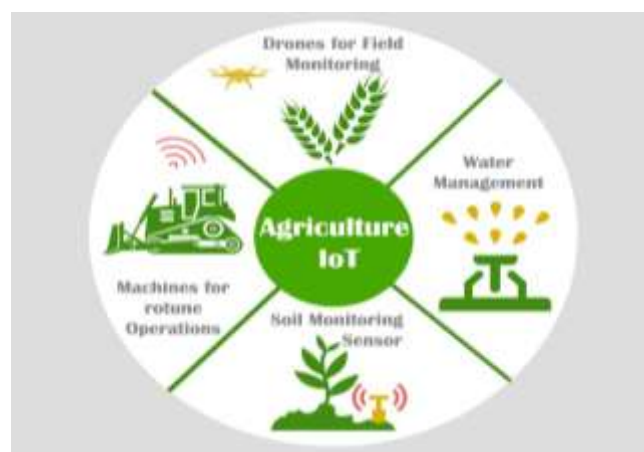 Drones for Field
Monitoring
Water
Management
Agriculture
IoT
Machines for
rotune
Operations
Soil Monitoring
Sensor